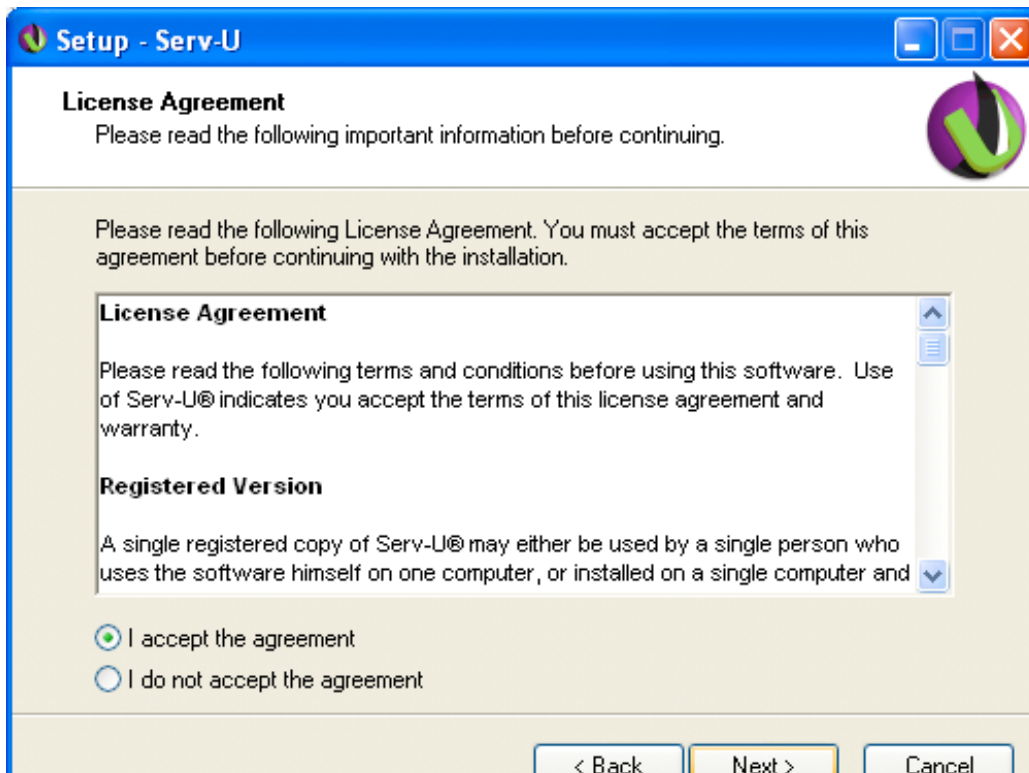 Setup - Serv-U
License Agreement
Please read the following important information before continuing.
Please read the following License Agreement. You must accept the terms of this
agreement before continuing with the installation.
License Agreement
Please read the following terms and conditions before using this software.  Use
of Serv-U® indicates you accept the terms of this license agreement and
warranty.
Registered Version
A single registered copy of Serv-U® may either be used by a single person who
uses the software himself on one computer, or installed on a single computer and
I accept the agreement
I do not accept the agreement
< Back
Next >
Cancel